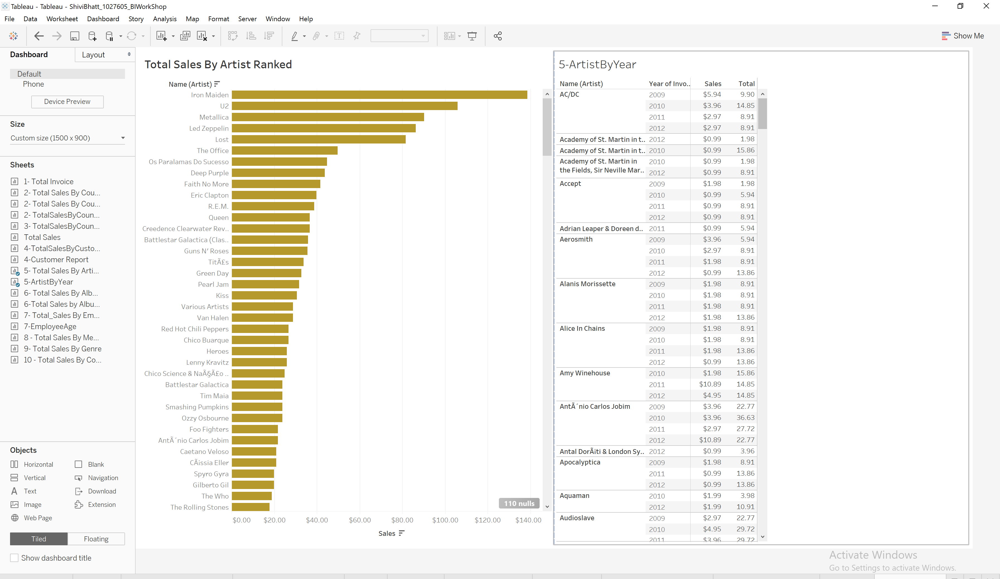 Tableau - Tableau - ShiviBhatt_1027605_BIWorkShop
File Data Worksheet Dashboard Story Analysis Map Format Server Window Help
Show Me
Dashboard Layout
Default
Phone
Device Preview
Size
Custom size (1500 x 900)
Sheets
1- Total Invoice
2- Total Sales By Cou...
2- Total Sales By Cou...
2- TotalSalesByCoun...
3- TotalSalesByCoun...
Total Sales
4-TotalSalesByCusto...
4-Customer Report
5- Total Sales By Arti...
5-ArtistByYear
6- Total Sales By Alb...
6-Total Sales by Albu...
7- Total_Sales By Em...
7-EmployeeAge
8 - Total Sales By Me...
9- Total Sales By Genre
10 - Total Sales By Co...
Objects
Horizontal Blank
Vertical Navigation
Text Download
Image Extension
Web Page
Tiled Floating
Show dashboard title
Total Sales By Artist Ranked
Name (Artist)
Iron Maiden
U2
Metallica
Led Zeppelin
Lost
The Office
Os Paralamas Do Sucesso
Deep Purple
Faith No More
Eric Clapton
R.E.M.
Queen
Creedence Clearwater Rev..
Battlestar Galactica (Clas..
Guns N' Roses
TitÃ£s
Green Day
Pearl Jam
Kiss
Various Artists
Van Halen
Red Hot Chili Peppers
Chico Buarque
Heroes
Lenny Kravitz
Chico Science & NaÃ§Ã£o ..
Battlestar Galactica
Tim Maia
Smashing Pumpkins
Ozzy Osbourne
Foo Fighters
AntÃ´nio Carlos Jobim
Caetano Veloso
CÃissia Eller
Spyro Gyra
Gilberto Gil
The Who
The Rolling Stones
110 nulls
$0.00 $20.00 $40.00 $60.00 $80.00 $100.00 $120.00 $140.00
Sales
5-ArtistByYear
Name (Artist) Year of Invo.. Sales Total
AC/DC 2009 $5.94 9.90
2010 $3.96 14.85
2011 $2.97 8.91
2012 $2.97 8.91
Academy of St. Martin in t.. 2012 $0.99 1.98
Academy of St. Martin in t.. 2010 $0.99 15.86
Academy of St. Martin in 2010 $0.99 1.98
the Fields, Sir Neville Mar.. 2012 $0.99 8.91
Accept 2009 $1.98 1.98
2010 $0.99 5.94
2011 $0.99 8.91
2012 $0.99 8.91
Adrian Leaper & Doreen d.. 2011 $0.99 5.94
Aerosmith 2009 $3.96 5.94
2010 $2.97 8.91
2011 $1.98 8.91
2012 $0.99 13.86
Alanis Morissette 2009 $1.98 8.91
2010 $1.98 8.91
2011 $1.98 8.91
2012 $1.98 13.86
Alice In Chains 2009 $1.98 8.91
2010 $1.98 8.91
2011 $1.98 13.86
2012 $0.99 13.86
Amy Winehouse 2010 $1.98 15.86
2011 $10.89 14.85
2012 $4.95 14.85
AntÃ´nio Carlos Jobim 2009 $3.96 22.77
2010 $3.96 36.63
2011 $2.97 27.72
2012 $10.89 22.77
Antal DorÃiti & London Sy.. 2012 $0.99 3.96
Apocalyptica 2009 $1.98 8.91
2011 $0.99 13.86
2012 $0.99 13.86
Aquaman 2010 $1.99 3.98
2012 $1.99 10.91
Audioslave 2009 $2.97 22.77
2010 $4.95 29.72
2011 $3.96 29.72
Activate Windows
Go to Settings to activate Windows.